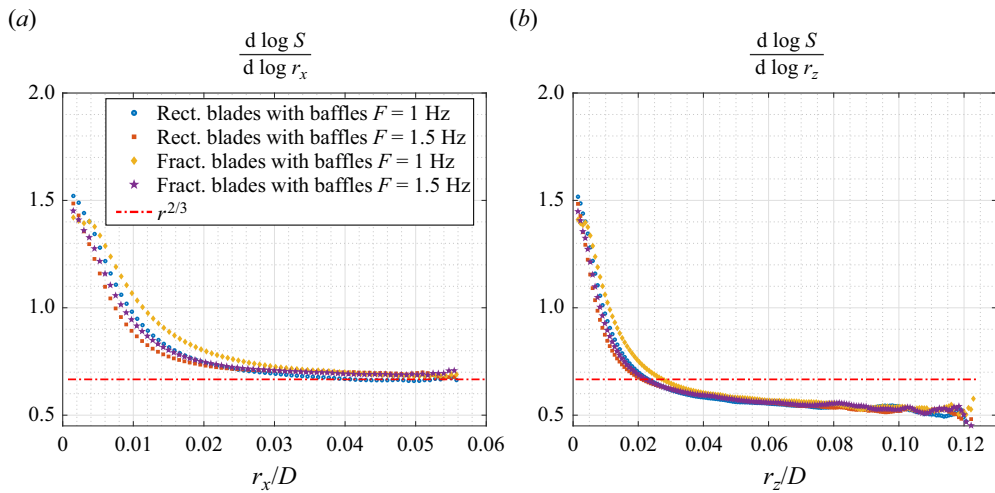 (a)
d log S
d log r_x
2.0
1.5
1.0
0.5
Rect. blades with baffles F = 1 Hz
Rect. blades with baffles F = 1.5 Hz
Fract. blades with baffles F = 1 Hz
Fract. blades with baffles F = 1.5 Hz
r^{2/3}
0 0.01 0.02 0.03 0.04 0.05 0.06
r_x/D
(b)
d log S
d log r_z
2.0
1.5
1.0
0.5
0 0.02 0.04 0.06 0.08 0.10 0.12
r_z/D